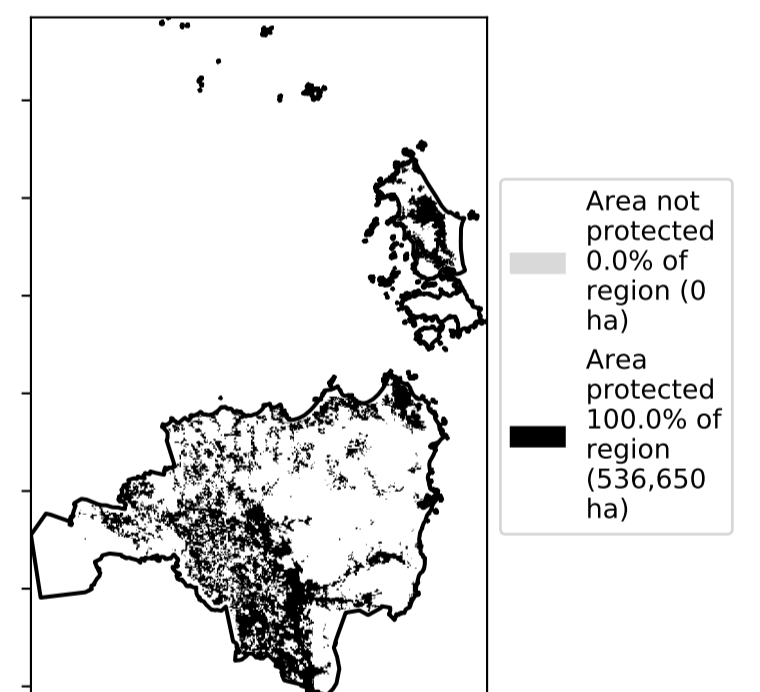 Area not
protected
0.0% of
region (0
ha)
Area
protected
100.0% of
region
(536,650
ha)